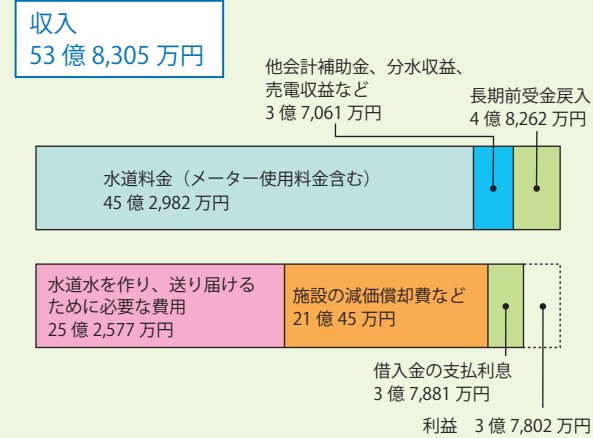 収入
53 億 8,305 万円
他会計補助金、分水収益、
売電収益など
3 億 7,061 万円
長期前受金戻入
4 億 8,262 万円
水道料金（メーター使用料金含む）
45 億 2,982 万円
水道水を作り、送り届ける
ために必要な費用
25 億 2,577 万円
施設の減価償却費など
21 億 45 万円
借入金の支払利息
3 億 7,881 万円
利益　3 億 7,802 万円